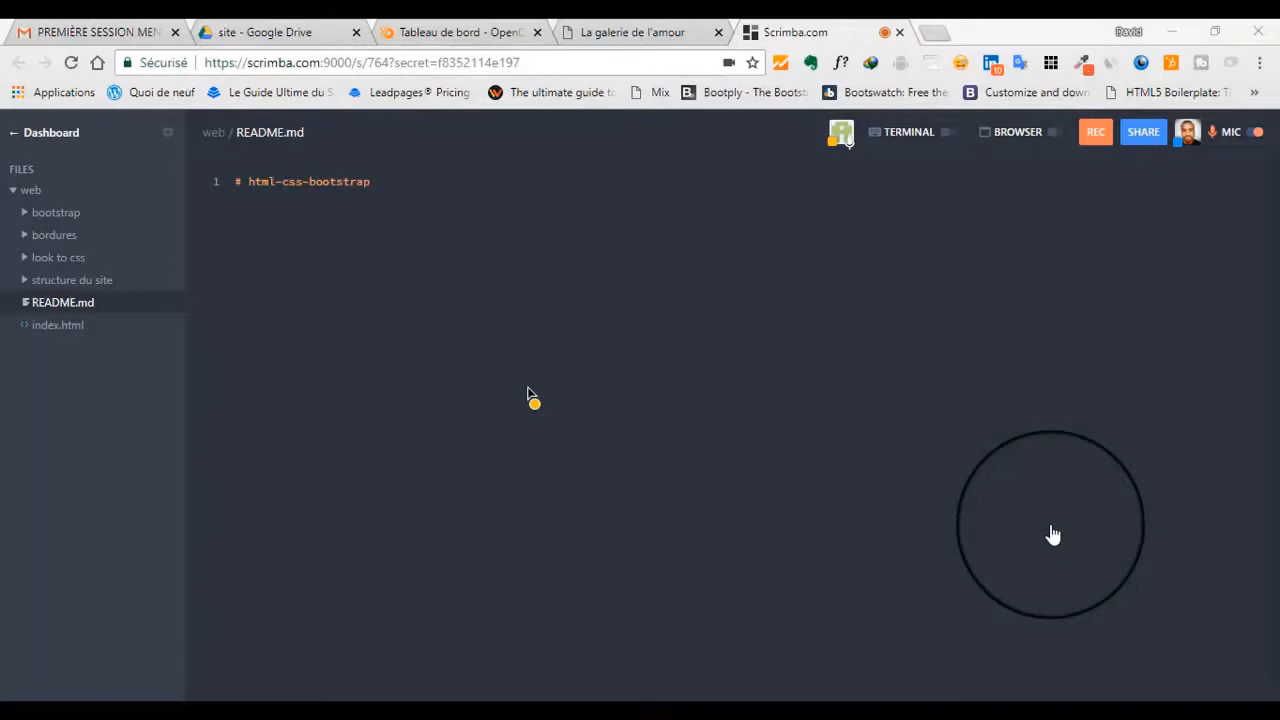 PREMIÈRE SESSION MEN
site - Google Drive
Tableau de bord - OpenC
La galerie de l'amour
Scrimba.com
David
Sécurisé
https://scrimba.com:9000/s/764?secret=f8352114e197
f?
10
Applications
Quoi de neuf
Le Guide Ultime du S
Leadpages® Pricing
The ultimate guide to
Mix
B.
Bootply - The Bootst
b
Bootswatch: Free the
B
Customize and down
HTML5 Boilerplate: T
»
← Dashboard
web / README.md
TERMINAL
BROWSER
REC
SHARE
MIC
FILES
web
1 # html-css-bootstrap
bootstrap
bordures
look to css
structure du site
README.md
<> index.html